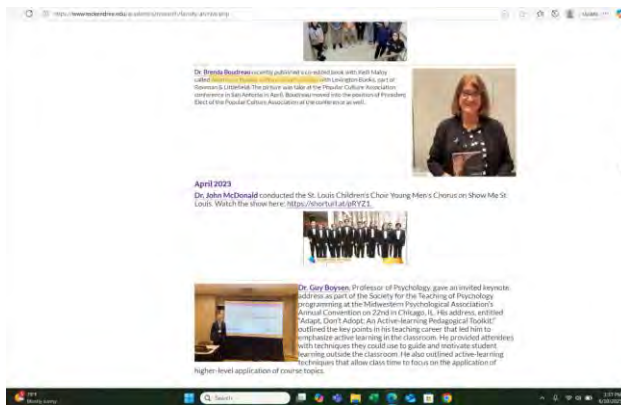 Dr. Brenda Boudreau recently published a co-edited book with Kelli Maloy
called with Lexington Books, part of
Rowman & Littlefield. The picture was take at the Popular Culture Association
conference in San Antonio in April. Boudreau moved into the position of President
Elect of the Popular Culture Association at the conference as well.
April 2023
Dr. John McDonald conducted the St. Louis Children's Choir Young Men's Chorus on Show Me St.
Louis. Watch the show here: https://shorturl.at/pRYZ1.
Dr. Guy Boysen, Professor of Psychology, gave an invited keynote
address as part of the Society for the Teaching of Psychology
programming at the Midwestern Psychological Association's
Annual Convention on 22nd in Chicago, IL. His address, entitled
"Adapt, Don't Adopt: An Active-learning Pedagogical Toolkit,"
outlined the key points in his teaching career that led him to
emphasize active learning in the classroom. He provided attendees
with techniques they could use to guide and motivate student
learning outside the classroom. He also outlined active-learning
techniques that allow class time to focus on the application of
higher-level application of course topics.
Search